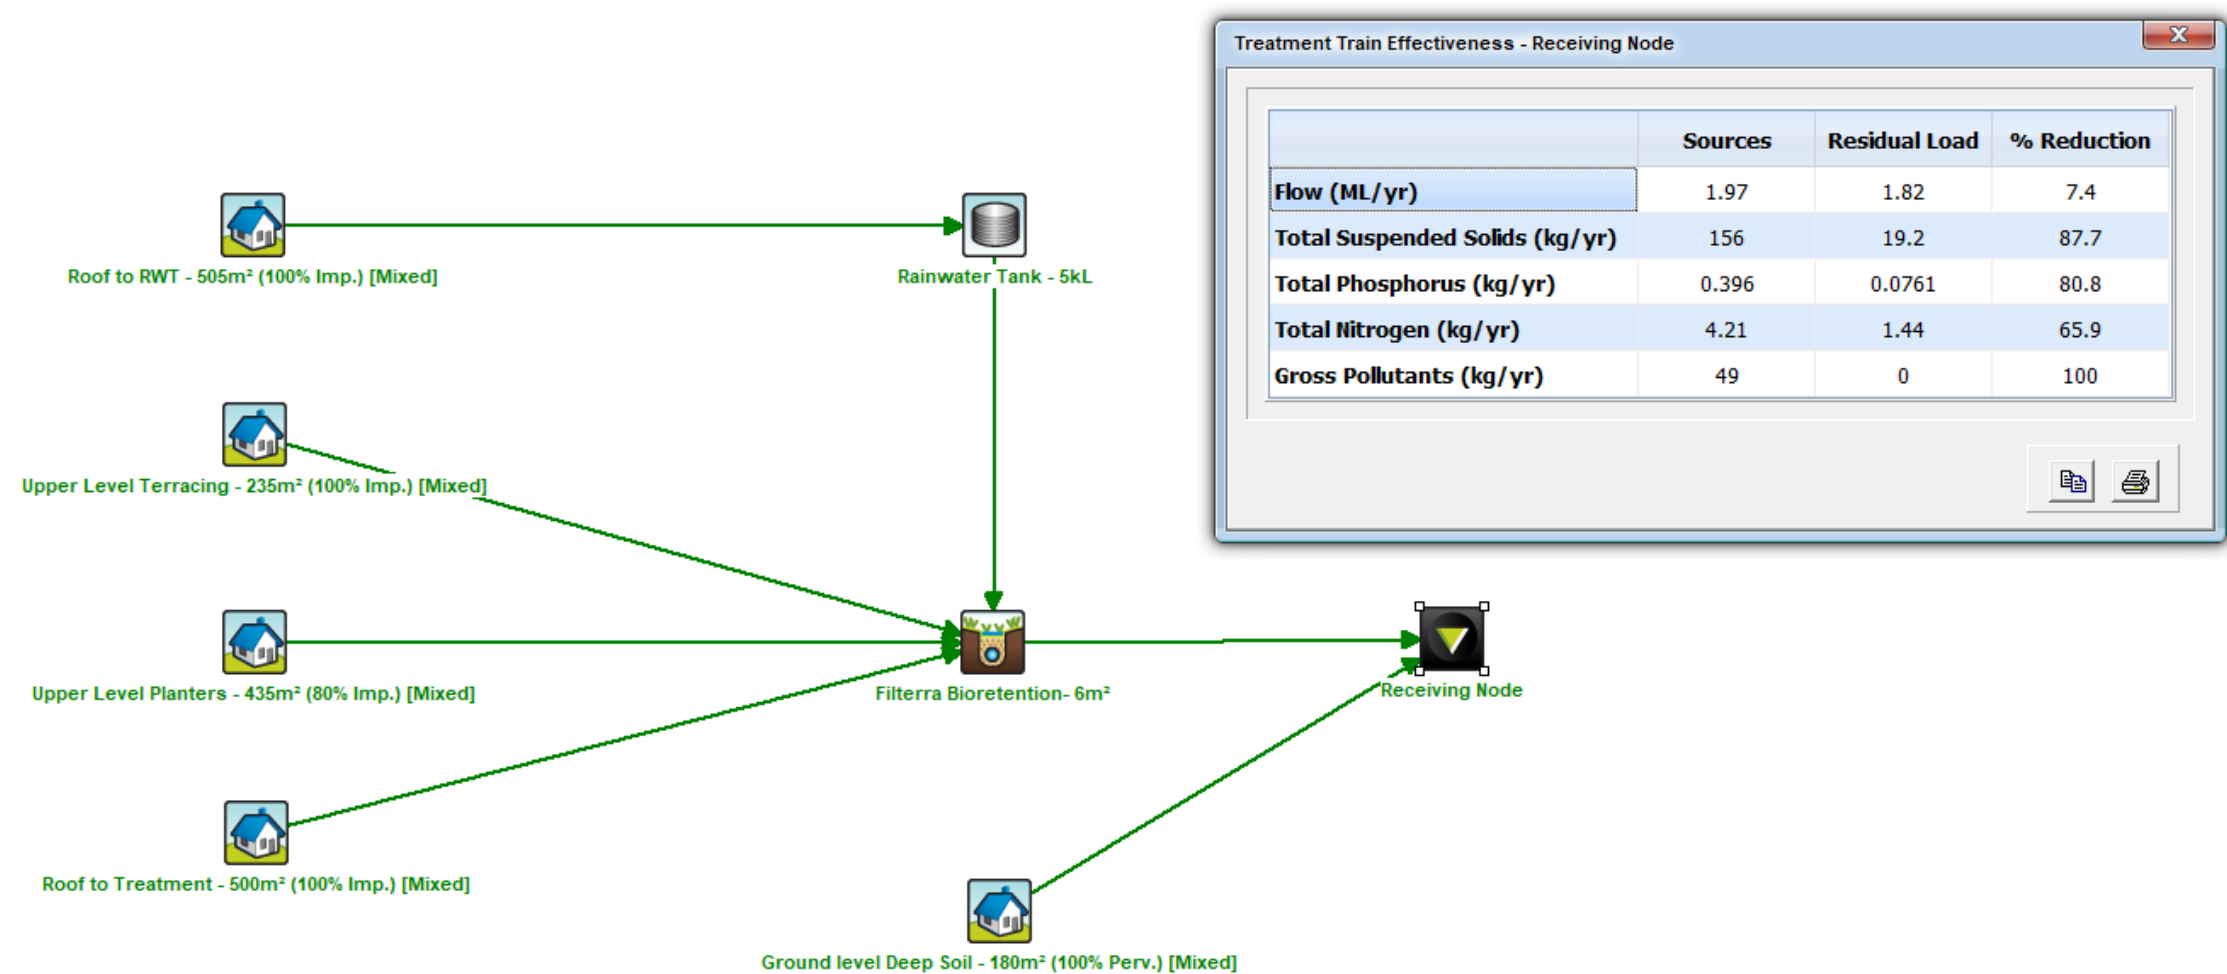 Treatment Train Effectiveness - Receiving Node
Sources Residual Load % Reduction
Flow (ML/yr) 1.97 1.82 7.4
Total Suspended Solids (kg/yr) 156 19.2 87.7
Total Phosphorus (kg/yr) 0.396 0.0761 80.8
Total Nitrogen (kg/yr) 4.21 1.44 65.9
Gross Pollutants (kg/yr) 49 0 100
Roof to RWT - 505m² (100% Imp.) [Mixed]
Rainwater Tank - 5kL
Upper Level Terracing - 235m² (100% Imp.) [Mixed]
Upper Level Planters - 435m² (80% Imp.) [Mixed]
Filterra Bioretention- 6m²
Receiving Node
Roof to Treatment - 500m² (100% Imp.) [Mixed]
Ground level Deep Soil - 180m² (100% Perv.) [Mixed]